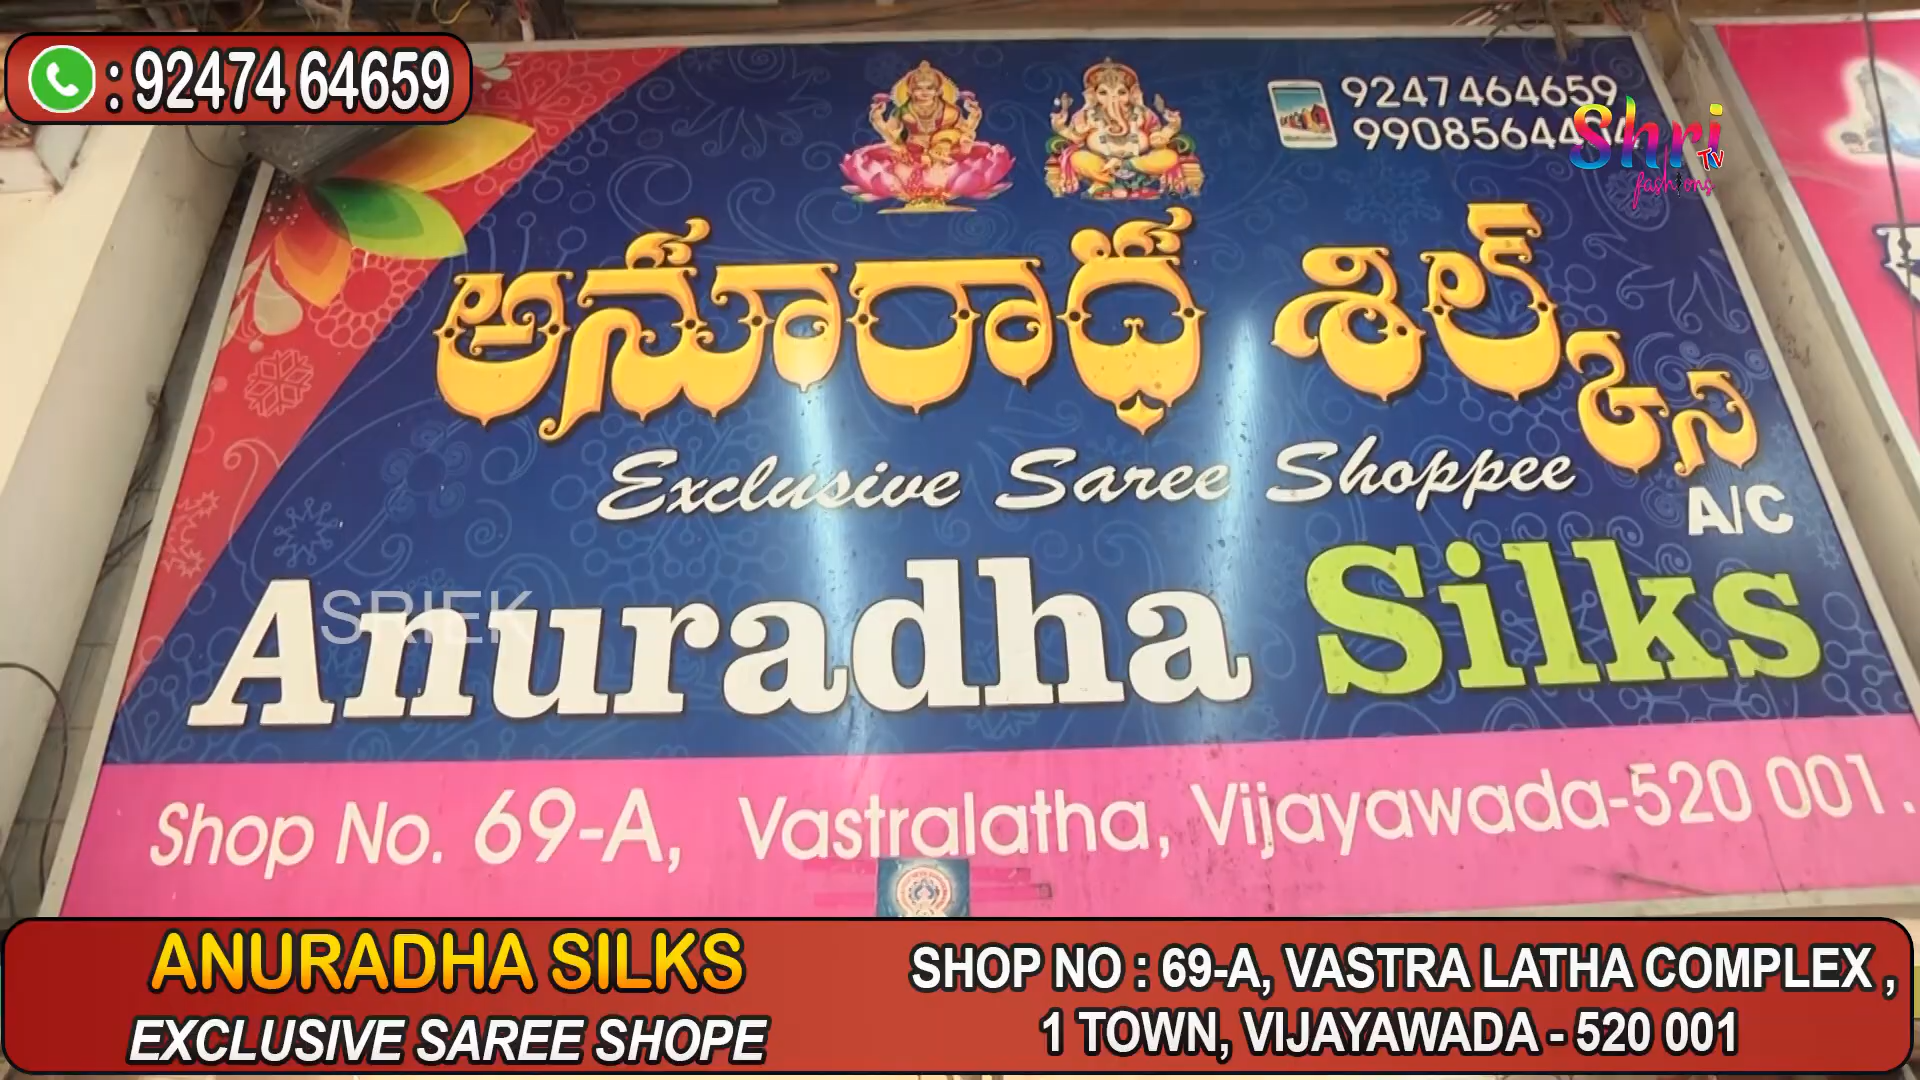 : 92474 64659
9247464659
Shri
TV
fashions
అనూరాధ శిల్క్స్
Exclusive Saree Shoppee
A/C
Anuradha Silks
SRIEK
Shop No. 69-A, Vastralatha, Vijayawada-520 001.
ANURADHA SILKS
EXCLUSIVE SAREE SHOPE
SHOP NO : 69-A, VASTRA LATHA COMPLEX ,
1 TOWN, VIJAYAWADA - 520 001